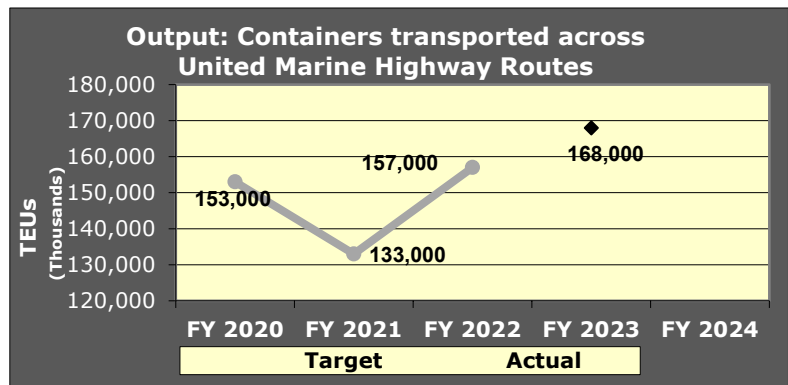 Output: Containers transported across
United Marine Highway Routes
180,000
170,000
160,000
150,000
140,000
130,000
120,000
TEUs
(Thousands)
153,000
133,000
157,000
168,000
FY 2020 FY 2021 FY 2022 FY 2023 FY 2024
Target Actual